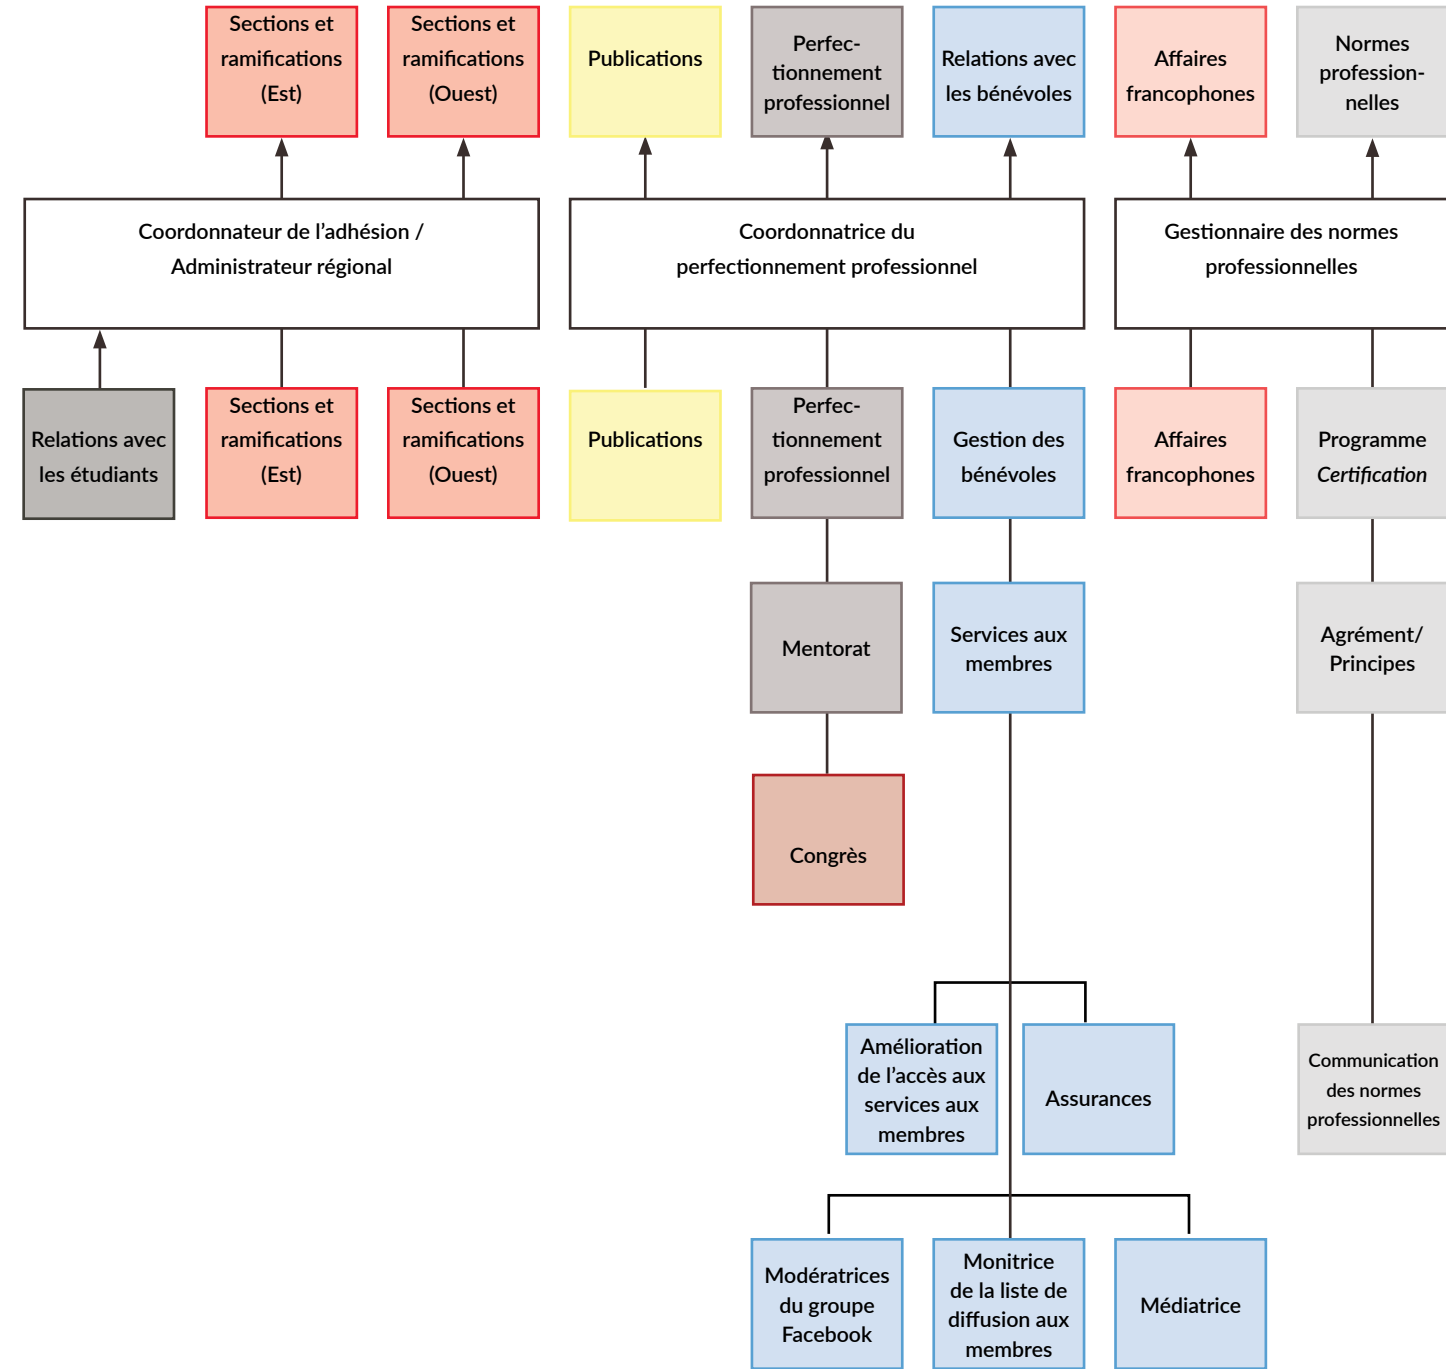 Sections et
ramifications
(Est)
Sections et
ramifications
(Ouest)
Publications
Perfec-
tionnement
professionnel
Relations avec
les bénévoles
Affaires
francophones
Normes
profession-
nelles
Coordonnateur de l’adhésion /
Administrateur régional
Coordonnatrice du
perfectionnement professionnel
Gestionnaire des normes
professionnelles
Relations avec
les étudiants
Sections et
ramifications
(Est)
Sections et
ramifications
(Ouest)
Publications
Perfec-
tionnement
professionnel
Gestion des
bénévoles
Affaires
francophones
Programme
Certification
Mentorat
Services aux
membres
Agrément/
Principes
Congrès
Amélioration
de l’accès aux
services aux
membres
Assurances
Communication
des normes
professionnelles
Modératrices
du groupe
Facebook
Monitrice
de la liste de
diffusion aux
membres
Médiatrice